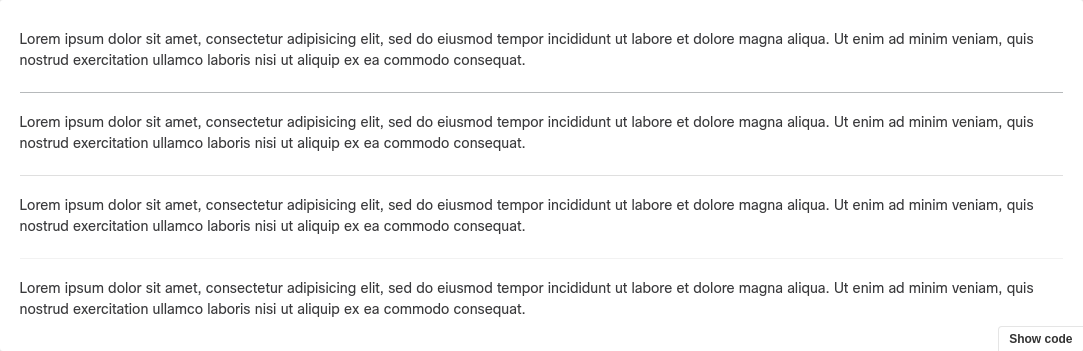 Lorem ipsum dolor sit amet, consectetur adipisicing elit, sed do eiusmod tempor incididunt ut labore et dolore magna aliqua. Ut enim ad minim veniam, quis
nostrud exercitation ullamco laboris nisi ut aliquip ex ea commodo consequat.
Lorem ipsum dolor sit amet, consectetur adipisicing elit, sed do eiusmod tempor incididunt ut labore et dolore magna aliqua. Ut enim ad minim veniam, quis
nostrud exercitation ullamco laboris nisi ut aliquip ex ea commodo consequat.
Lorem ipsum dolor sit amet, consectetur adipisicing elit, sed do eiusmod tempor incididunt ut labore et dolore magna aliqua. Ut enim ad minim veniam, quis
nostrud exercitation ullamco laboris nisi ut aliquip ex ea commodo consequat.
Lorem ipsum dolor sit amet, consectetur adipisicing elit, sed do eiusmod tempor incididunt ut labore et dolore magna aliqua. Ut enim ad minim veniam, quis
nostrud exercitation ullamco laboris nisi ut aliquip ex ea commodo consequat.
Show code